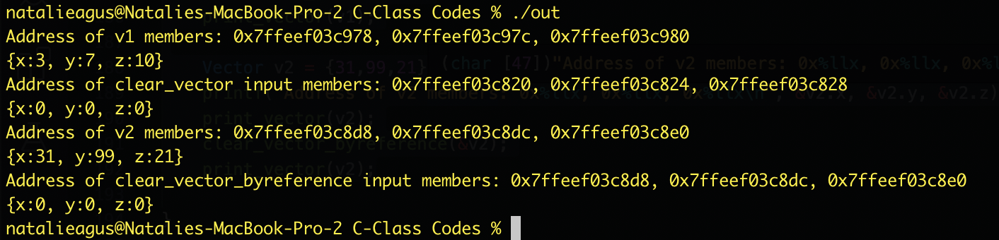 natalieagus@Natalies-MacBook-Pro-2 C-Class Codes % ./out
Address of v1 members: 0x7ffeef03c978, 0x7ffeef03c97c, 0x7ffeef03c980
{x:3, y:7, z:10}
Address of clear_vector input members: 0x7ffeef03c820, 0x7ffeef03c824, 0x7ffeef03c828
{x:0, y:0, z:0}
Address of v2 members: 0x7ffeef03c8d8, 0x7ffeef03c8dc, 0x7ffeef03c8e0
{x:31, y:99, z:21}
Address of clear_vector_byreference input members: 0x7ffeef03c8d8, 0x7ffeef03c8dc, 0x7ffeef03c8e0
{x:0, y:0, z:0}
natalieagus@Natalies-MacBook-Pro-2 C-Class Codes %